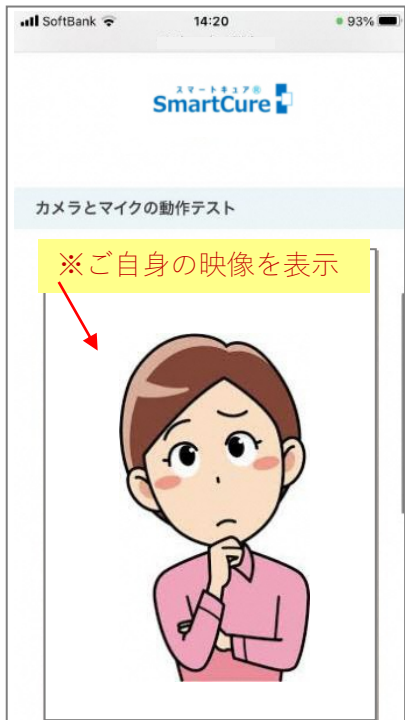 SoftBank 14:20 93%
スマートキュア®
SmartCure
カメラとマイクの動作テスト
※ご自身の映像を表示